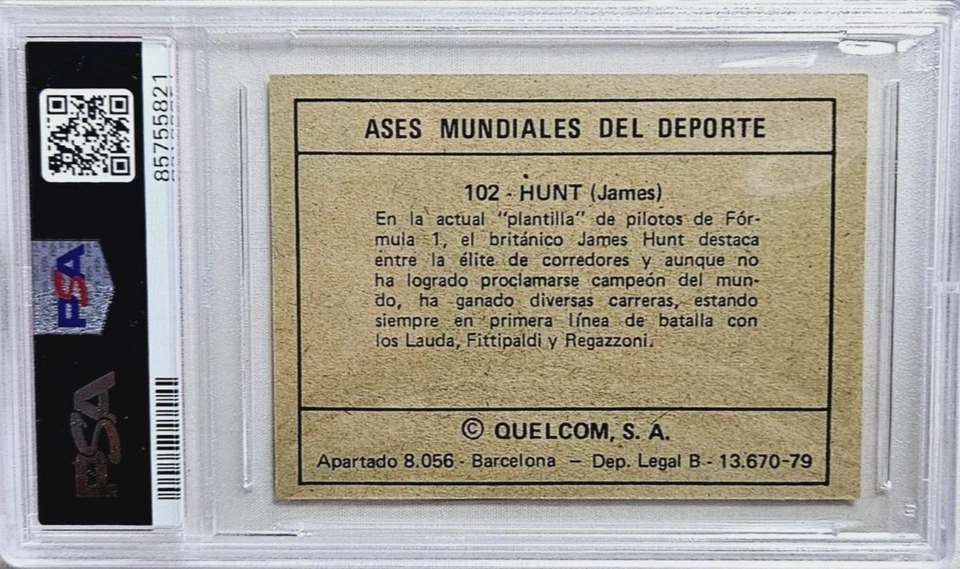 85755821
PSA
PSA
ASES MUNDIALES DEL DEPORTE
102 - HUNT (James)
En la actual "plantilla" de pilotos de Fór-
mula 1, el británico James Hunt destaca
entre la élite de corredores y aunque no
ha logrado proclamarse campeón del mun-
do, ha ganado diversas carreras, estando
siempre en primera línea de batalla con
los Lauda, Fittipaldi y Regazzoni.
© QUELCOM, S. A.
Apartado 8.056 - Barcelona — Dep. Legal B - 13.670-79